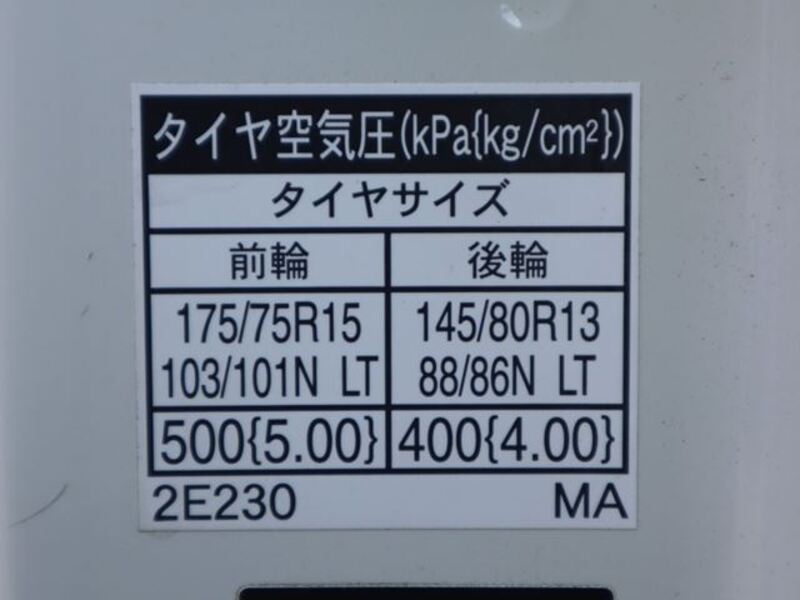 タイヤ空気圧(kPa{kg/cm²})
タイヤサイズ
前輪 後輪
175/75R15 145/80R13
103/101N LT 88/86N LT
500{5.00} 400{4.00}
2E230 MA